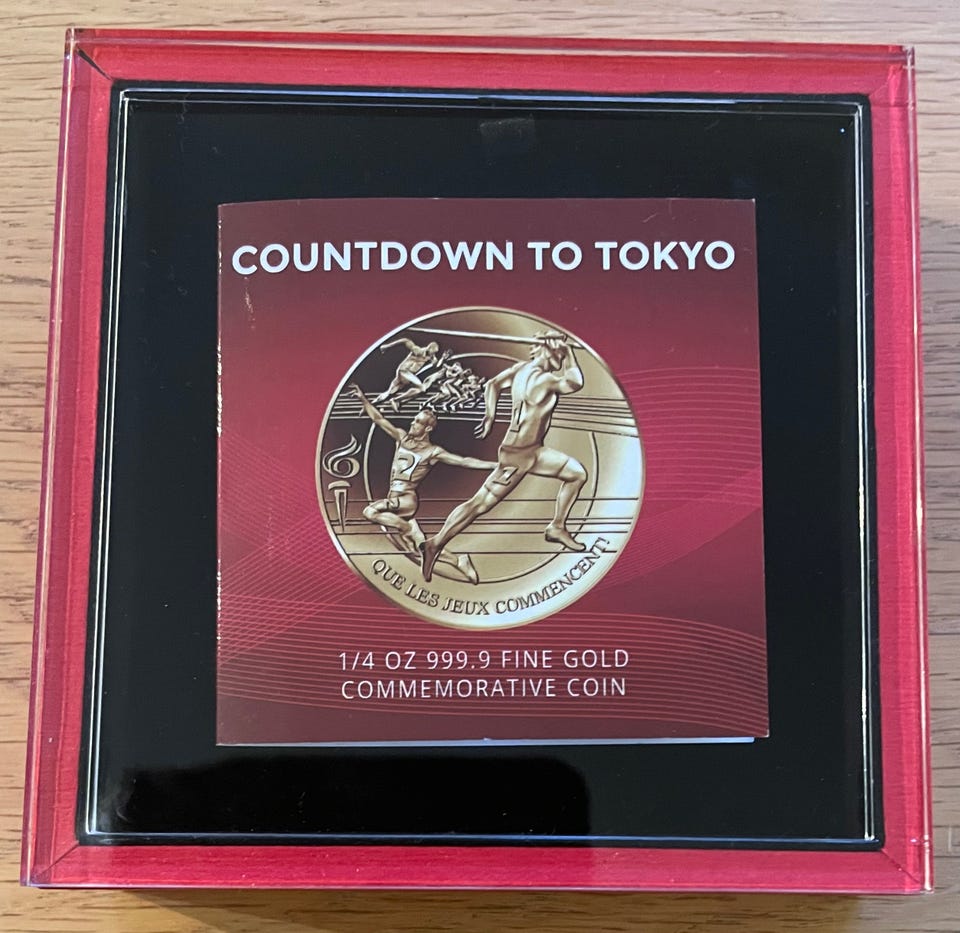 COUNTDOWN TO TOKYO
QUE LES JEUX COMMENCENT!
1/4 OZ 999.9 FINE GOLD
COMMEMORATIVE COIN